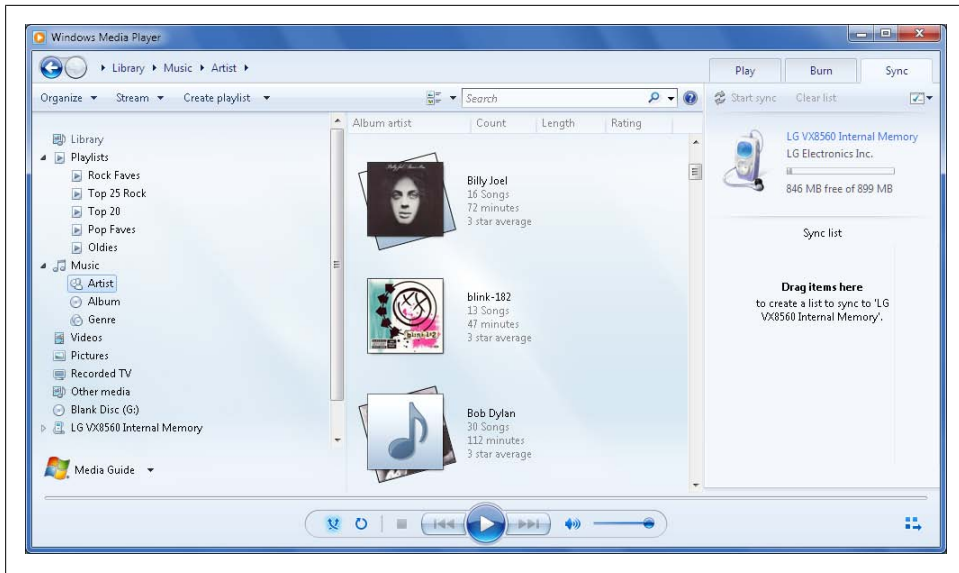 Windows Media Player
Library Music Artist
Play Burn Sync
Organize Stream Create playlist
Search
Start sync Clear list
Library
Playlists
Rock Faves
Top 25 Rock
Top 20
Pop Faves
Oldies
Music
Artist
Album
Genre
Videos
Pictures
Recorded TV
Other media
Blank Disc (G:)
LG VX8560 Internal Memory
Media Guide
Album artist Count Length Rating
Billy Joel
16 Songs
72 minutes
3 star average
blink-182
blink-182
13 Songs
47 minutes
3 star average
Bob Dylan
30 Songs
112 minutes
3 star average
LG VX8560 Internal Memory
LG Electronics Inc.
846 MB free of 899 MB
Sync list
Drag items here
to create a list to sync to 'LG
VX8560 Internal Memory'.